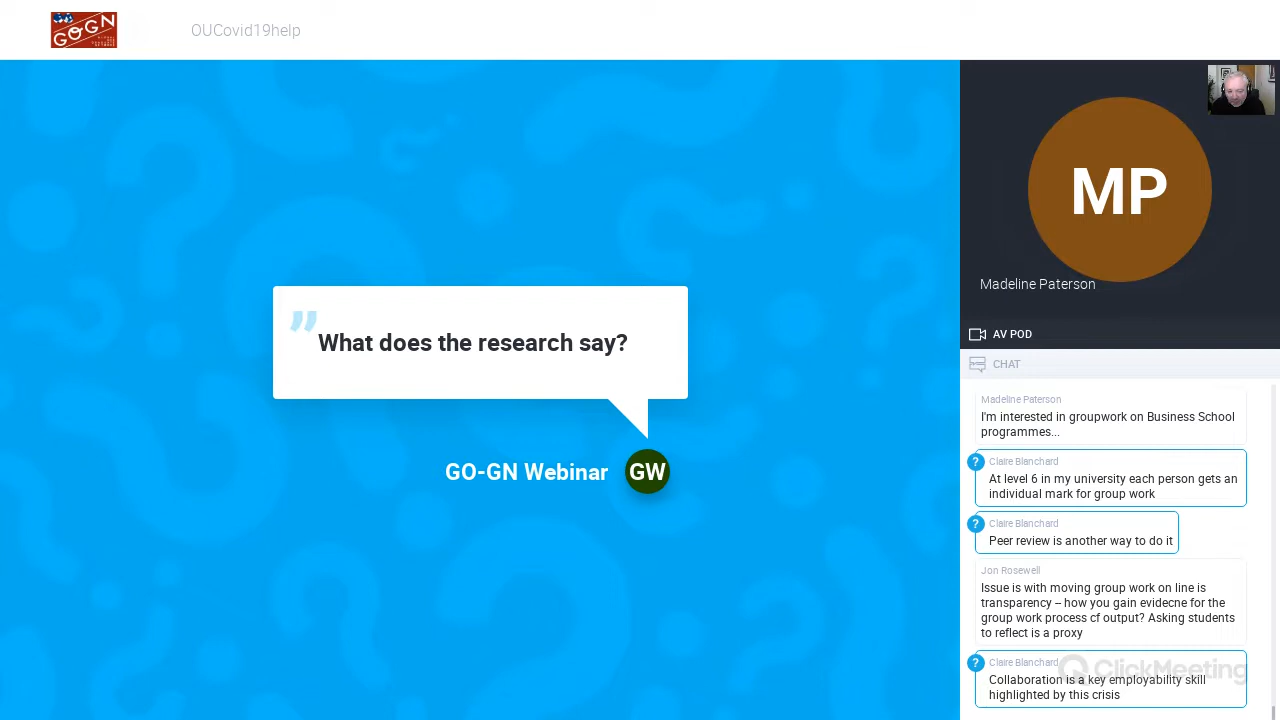 GO-GN
OUCovid19help
What does the research say?
GO-GN Webinar
GW
MP
Madeline Paterson
AV POD
CHAT
Madeline Paterson
I'm interested in groupwork on Business School
programmes...
?
Claire Blanchard
At level 6 in my university each person gets an
individual mark for group work
?
Claire Blanchard
Peer review is another way to do it
Jon Rosewell
Issue is with moving group work on line is
transparency -- how you gain evidecne for the
group work process cf output? Asking students
to reflect is a proxy
?
Claire Blanchard
Collaboration is a key employability skill
highlighted by this crisis
ClickMeeting